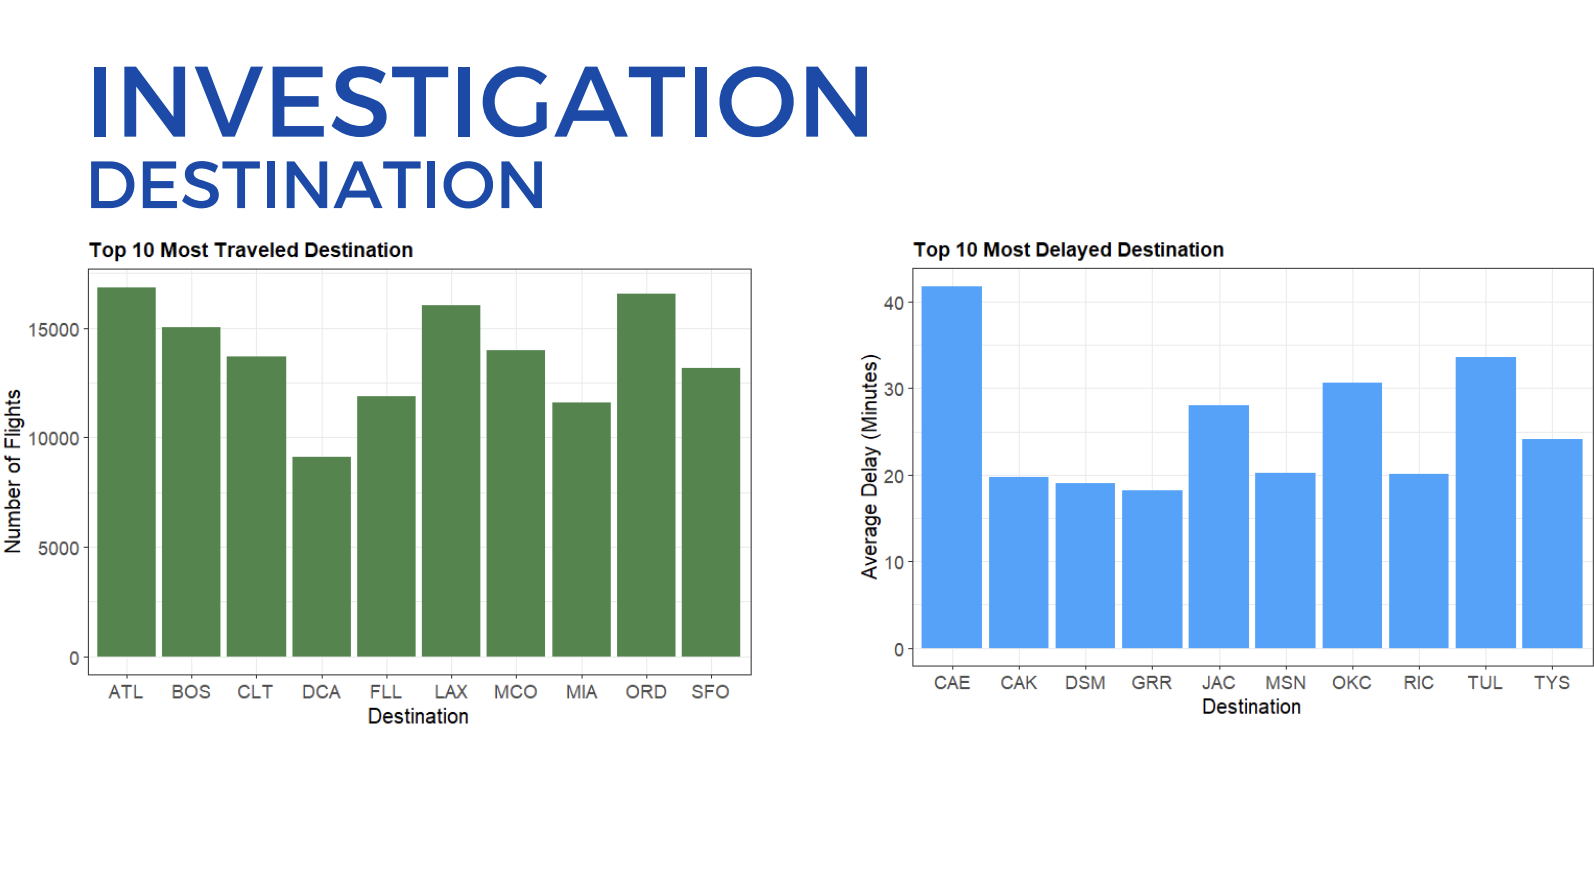 INVESTIGATION
DESTINATION
Top 10 Most Traveled Destination
Number of Flights
15000
10000
5000
0
ATL BOS CLT DCA FLL LAX MCO MIA ORD SFO
Destination
Top 10 Most Delayed Destination
Average Delay (Minutes)
40
30
20
10
0
CAE CAK DSM GRR JAC MSN OKC RIC TUL TYS
Destination